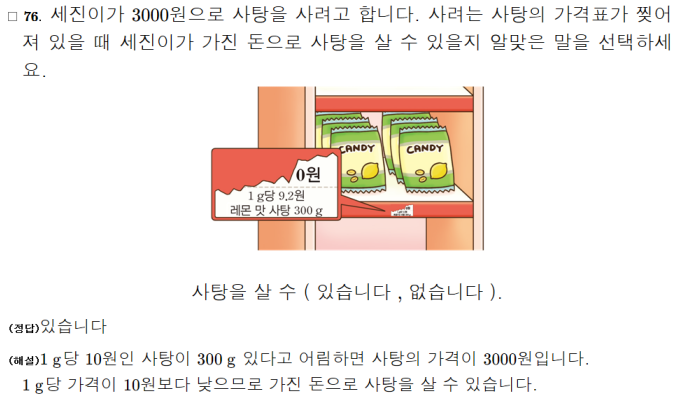 □ 76. 세진이가 3000원으로 사탕을 사려고 합니다. 사려는 사탕의 가격표가 찢어
져 있을 때 세진이가 가진 돈으로 사탕을 살 수 있을지 알맞은 말을 선택하세
요.
CANDY CANDY
0원
1 g당 9.2원
레몬 맛 사탕 300 g
사탕을 살 수 ( 있습니다 , 없습니다 ).
(정답)있습니다
(해설)1 g당 10원인 사탕이 300 g 있다고 어림하면 사탕의 가격이 3000원입니다.
1 g당 가격이 10원보다 낮으므로 가진 돈으로 사탕을 살 수 있습니다.